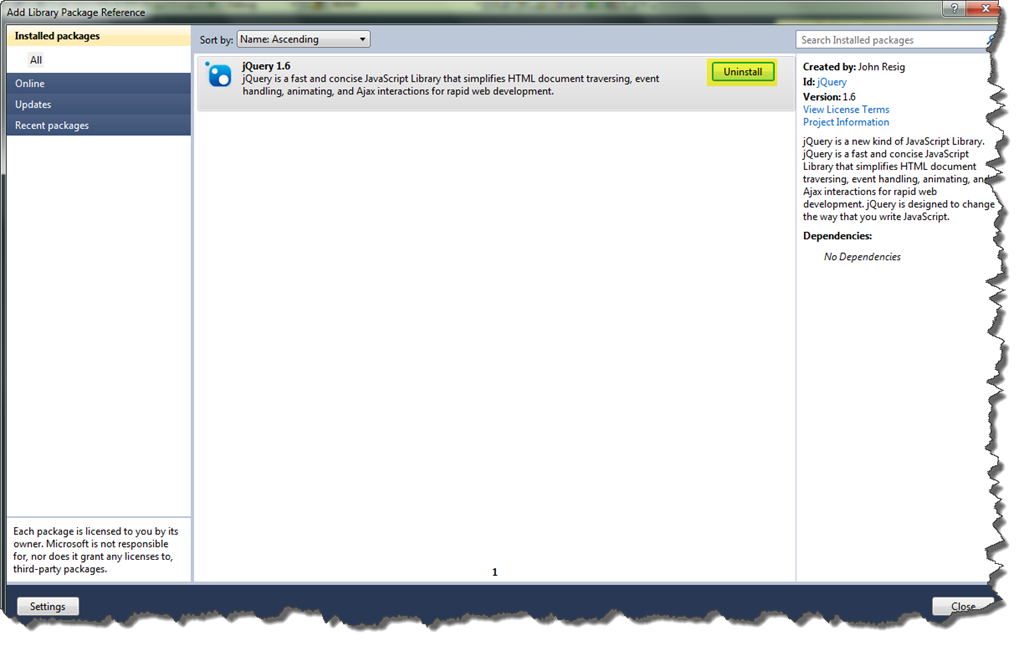 Add Library Package Reference
?
X
Installed packages
All
Online
Updates
Recent packages
Each package is licensed to you by its
owner. Microsoft is not responsible
for, nor does it grant any licenses to,
third-party packages.
Settings
Sort by: Name: Ascending
jQuery 1.6
jQuery is a fast and concise JavaScript Library that simplifies HTML document traversing, event
handling, animating, and Ajax interactions for rapid web development.
Uninstall
1
Search Installed packages
Created by: John Resig
Id: jQuery
Version: 1.6
View License Terms
Project Information
jQuery is a new kind of JavaScript Library.
jQuery is a fast and concise JavaScript
Library that simplifies HTML document
traversing, event handling, animating, and
Ajax interactions for rapid web
development. jQuery is designed to change
the way that you write JavaScript.
Dependencies:
No Dependencies
Close